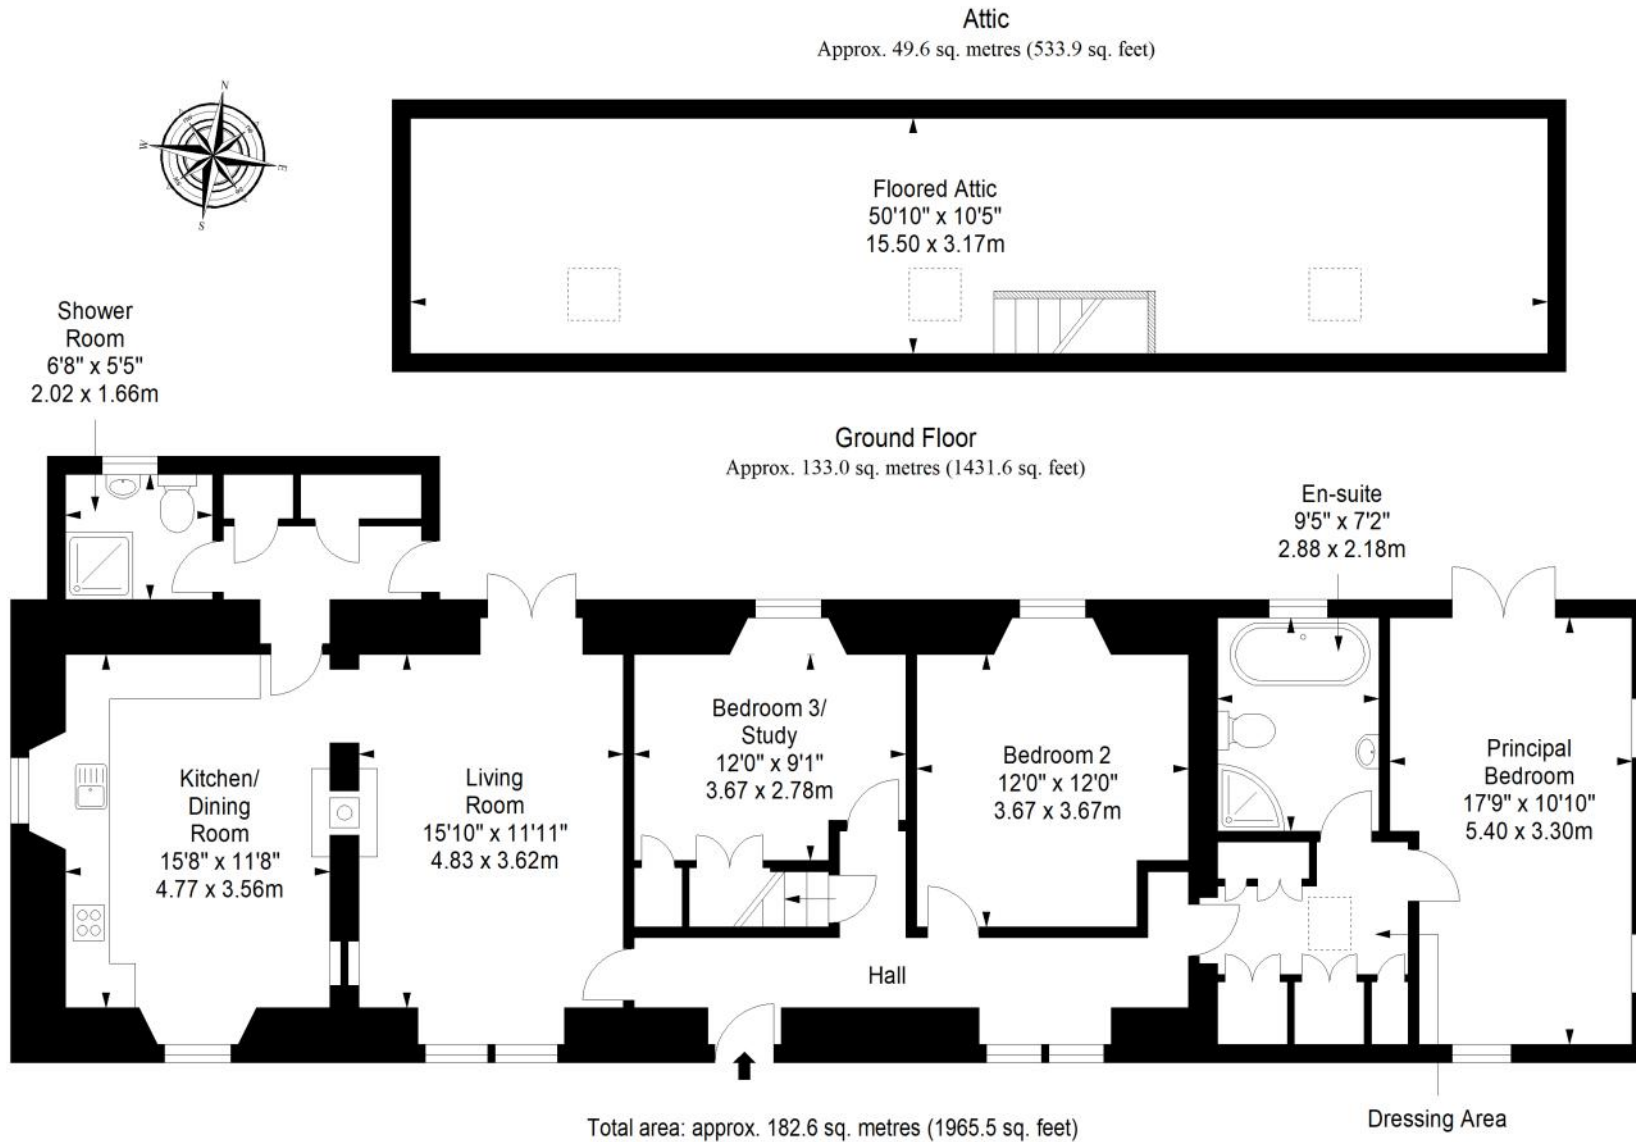 Attic
Approx. 49.6 sq. metres (533.9 sq. feet)
N
W
E
S
Floored Attic
50'10" x 10'5"
15.50 x 3.17m
Shower
Room
6'8" x 5'5"
2.02 x 1.66m
Ground Floor
Approx. 133.0 sq. metres (1431.6 sq. feet)
En-suite
9'5" x 7'2"
2.88 x 2.18m
Kitchen/
Dining
Room
15'8" x 11'8"
4.77 x 3.56m
Living
Room
15'10" x 11'11"
4.83 x 3.62m
Bedroom 3/
Study
12'0" x 9'1"
3.67 x 2.78m
Bedroom 2
12'0" x 12'0"
3.67 x 3.67m
Principal
Bedroom
17'9" x 10'10"
5.40 x 3.30m
Hall
Dressing Area
Total area: approx. 182.6 sq. metres (1965.5 sq. feet)